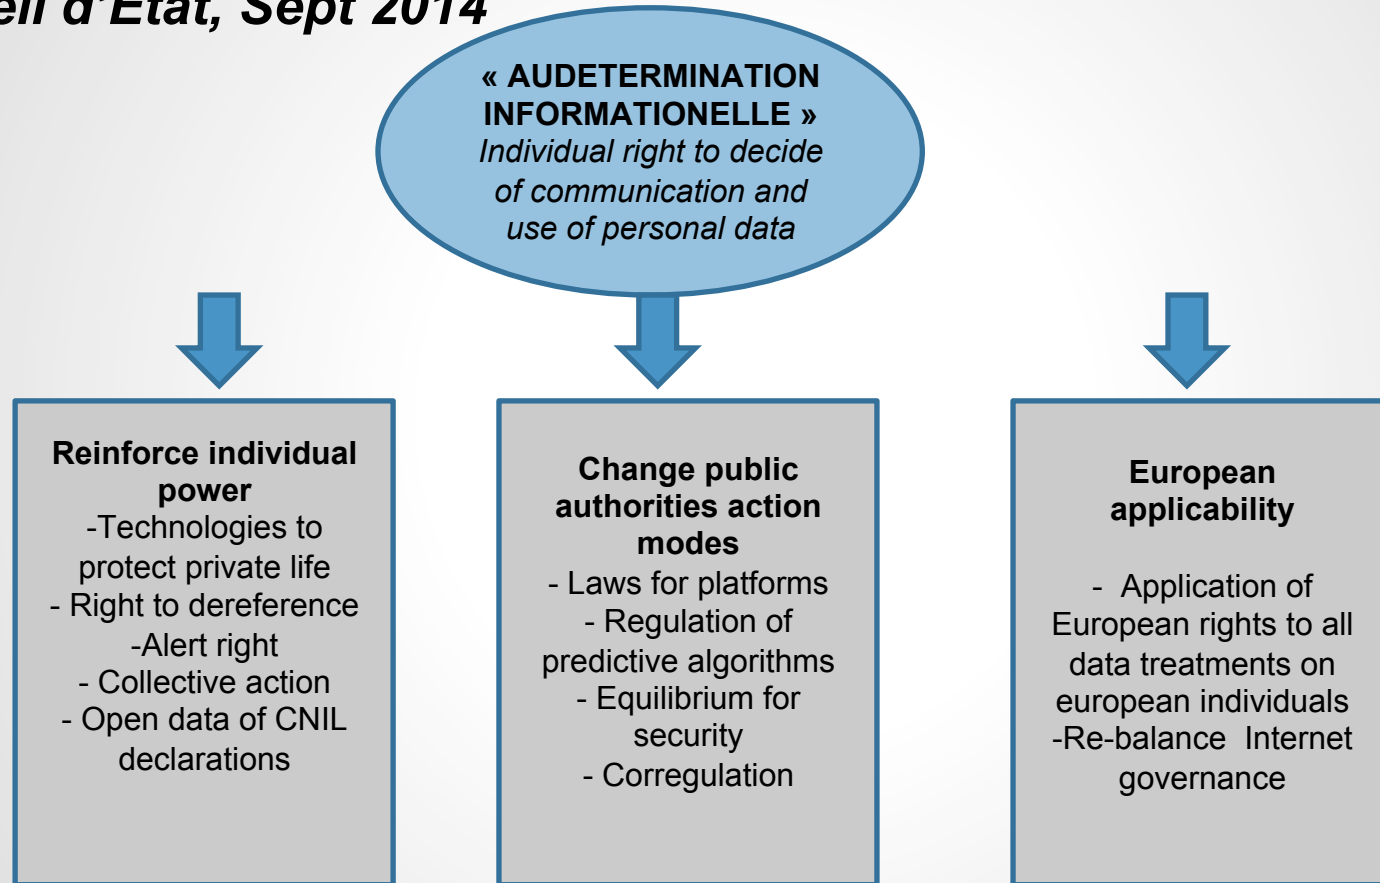 eil d'Etat, Sept 2014
« AUDETERMINATION
INFORMATIONELLE »
Individual right to decide
of communication and
use of personal data
Reinforce individual
power
-Technologies to
protect private life
- Right to dereference
-Alert right
- Collective action
- Open data of CNIL
declarations
Change public
authorities action
modes
- Laws for platforms
- Regulation of
predictive algorithms
- Equilibrium for
security
- Corregulation
European
applicability
- Application of
European rights to all
data treatments on
european individuals
-Re-balance Internet
governance